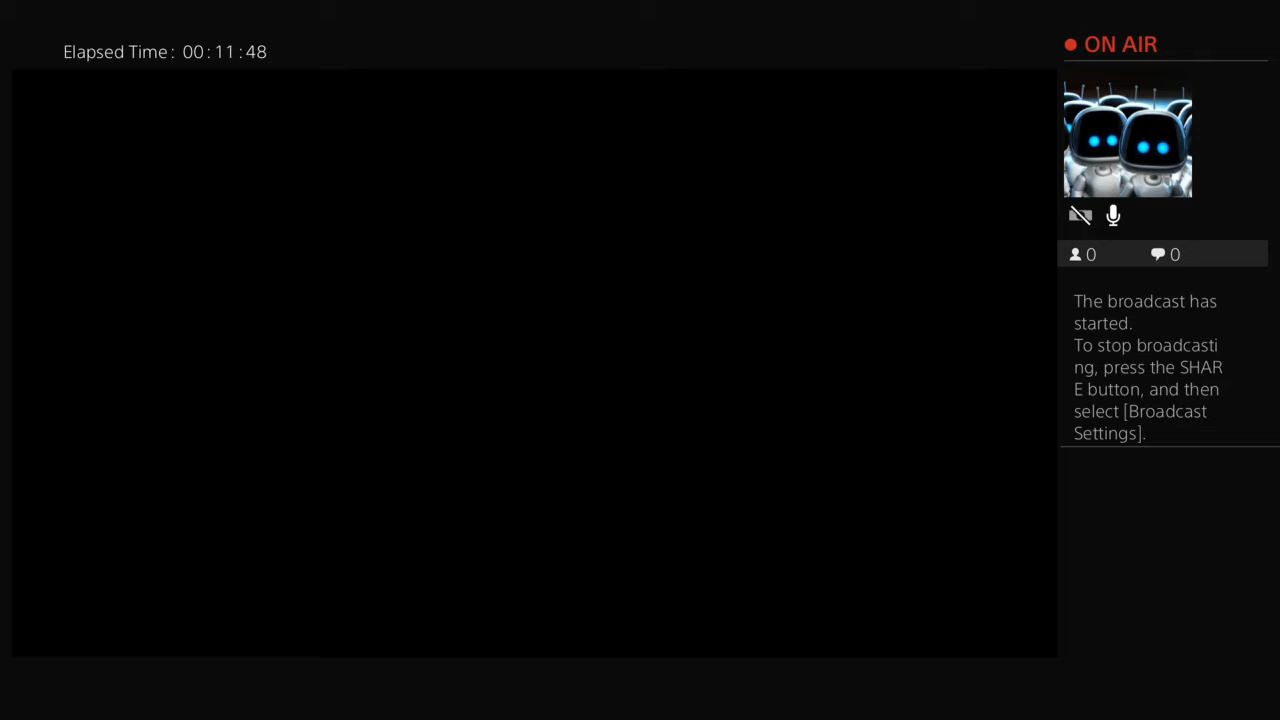 Elapsed Time: 00:11:48
ON AIR
0 0
The broadcast has
started.
To stop broadcasti
ng, press the SHAR
E button, and then
select [Broadcast
Settings].